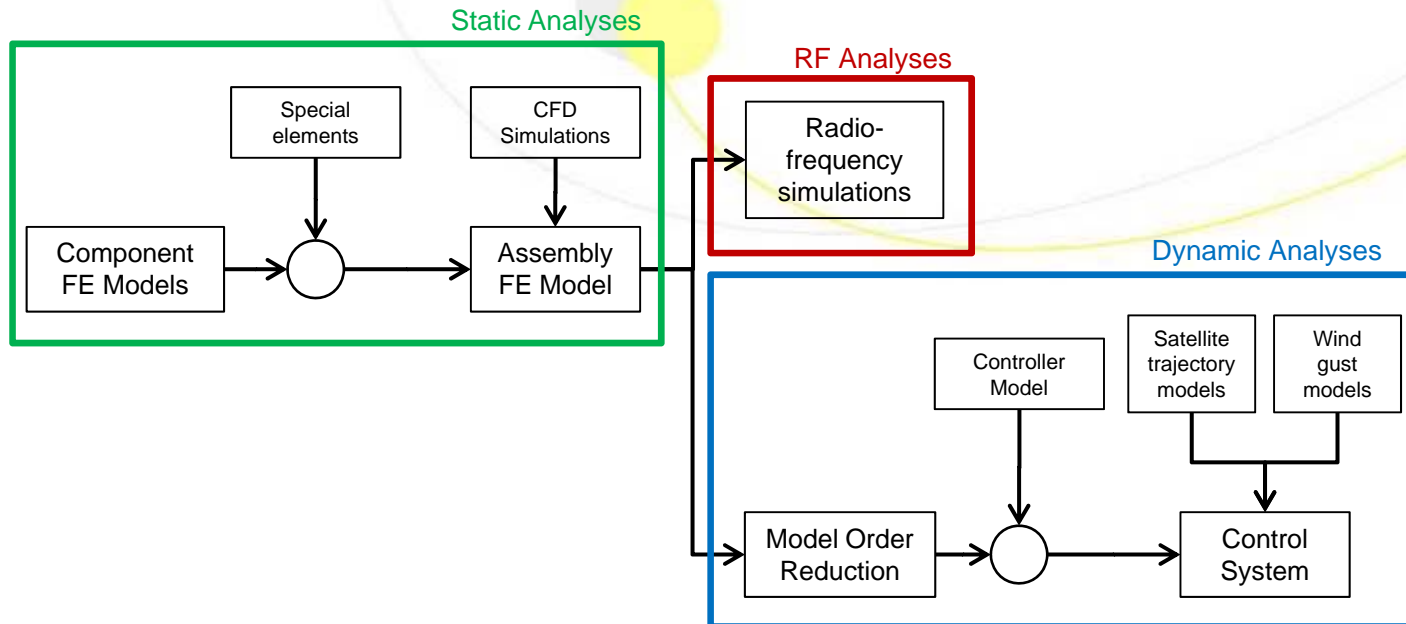 Static Analyses
RF Analyses
Special
elements
CFD
Simulations
Radio-
frequency
simulations
Component
FE Models
Assembly
FE Model
Dynamic Analyses
Controller
Model
Satellite
trajectory
models
Wind
gust
models
Model Order
Reduction
Control
System